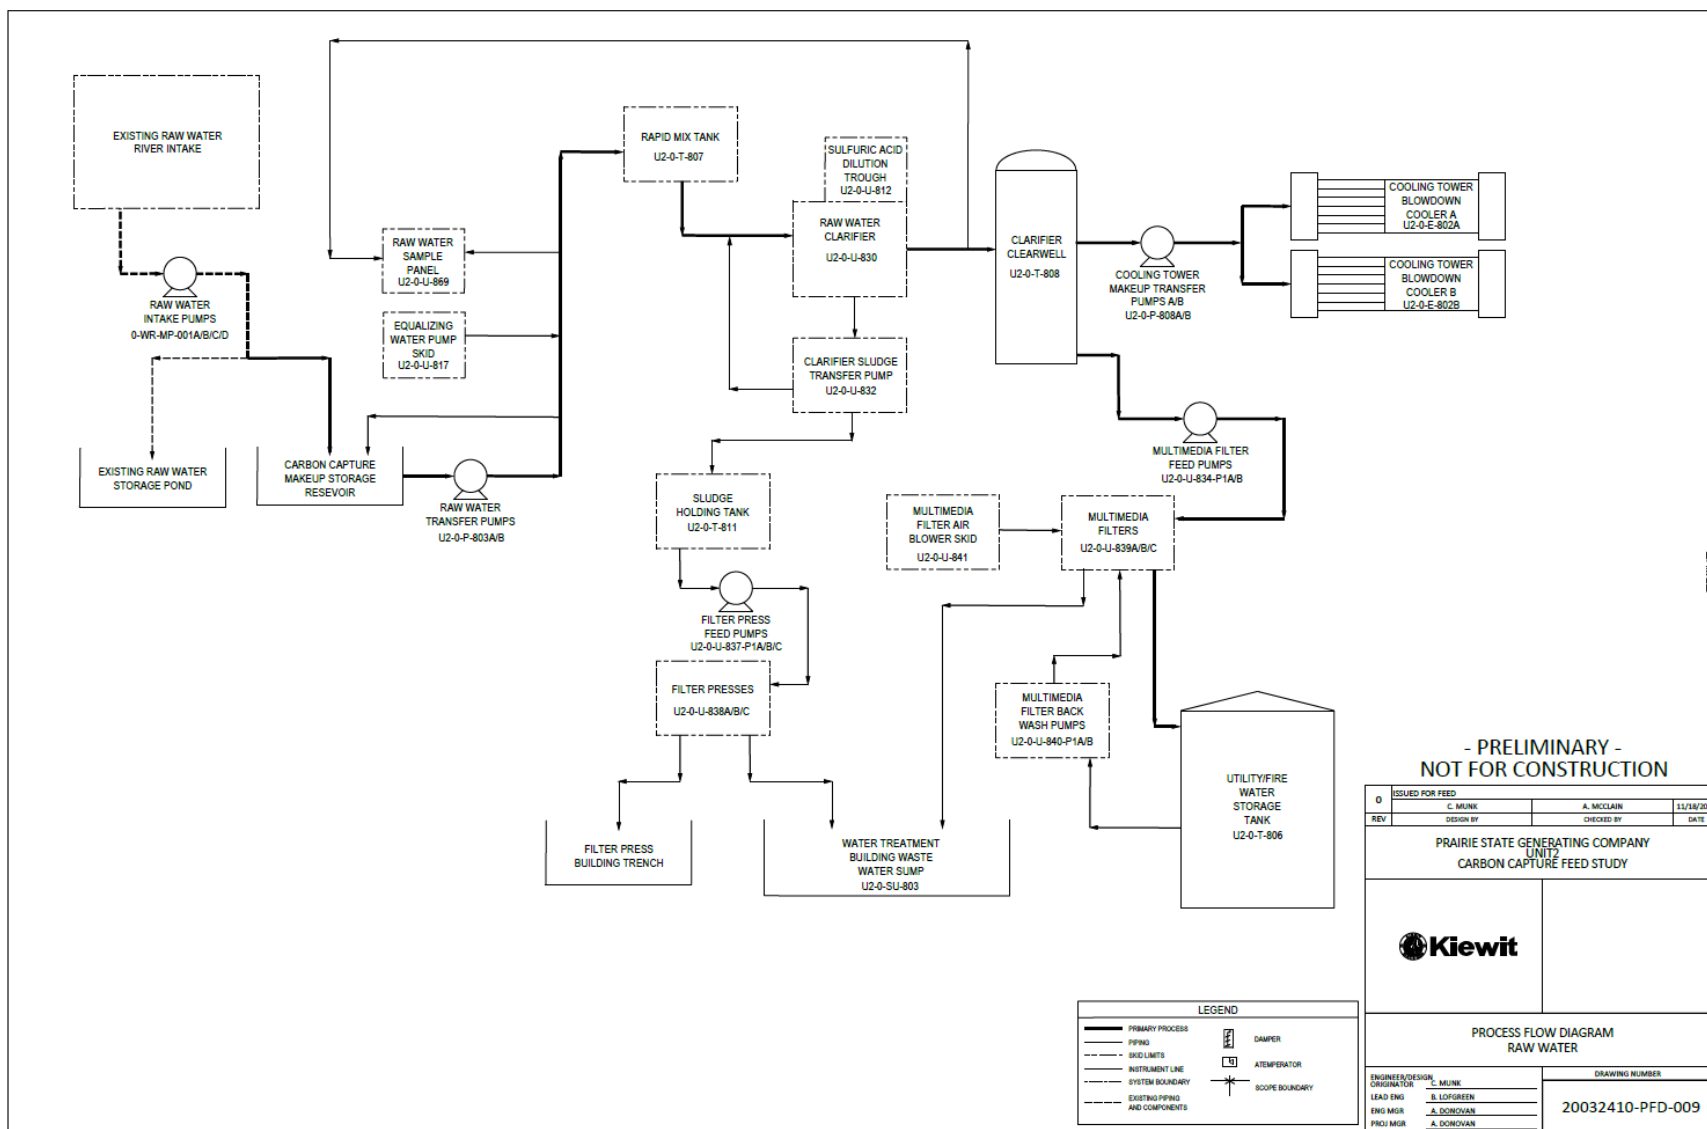 EXISTING RAW WATER
RIVER INTAKE
RAW WATER
INTAKE PUMPS
0-WR-MP-001A/B/C/D
EXISTING RAW WATER
STORAGE POND
CARBON CAPTURE
MAKEUP STORAGE
RESEVOIR
RAW WATER
SAMPLE
PANEL
U2-0-U-869
EQUALIZING
WATER PUMP
SKID
U2-0-U-817
RAW WATER
TRANSFER PUMPS
U2-0-P-803A/B
RAPID MIX TANK
U2-0-T-807
SULFURIC ACID
DILUTION
TROUGH
U2-0-U-812
RAW WATER
CLARIFIER
U2-0-U-830
CLARIFIER SLUDGE
TRANSFER PUMP
U2-0-U-832
SLUDGE
HOLDING TANK
U2-0-T-811
FILTER PRESS
FEED PUMPS
U2-0-U-837-P1A/B/C
FILTER PRESSES
U2-0-U-838A/B/C
FILTER PRESS
BUILDING TRENCH
WATER TREATMENT
BUILDING WASTE
WATER SUMP
U2-0-SU-803
CLARIFIER
CLEARWELL
U2-0-T-808
COOLING TOWER
MAKEUP TRANSFER
PUMPS A/B
U2-0-P-808A/B
COOLING TOWER
BLOWDOWN
COOLER A
U2-0-E-802A
COOLING TOWER
BLOWDOWN
COOLER B
U2-0-E-802B
MULTIMEDIA FILTER
FEED PUMPS
U2-0-U-834-P1A/B
MULTIMEDIA
FILTER AIR
BLOWER SKID
U2-0-U-841
MULTIMEDIA
FILTERS
U2-0-U-839A/B/C
MULTIMEDIA
FILTER BACK
WASH PUMPS
U2-0-U-840-P1A/B
UTILITY/FIRE
WATER
STORAGE
TANK
U2-0-T-806
- PRELIMINARY -
NOT FOR CONSTRUCTION
0 ISSUED FOR FEED
C. MUNK A. MCCLAIN 11/18/20
REV DESIGN BY CHECKED BY DATE
PRAIRIE STATE GENERATING COMPANY
UNIT2
CARBON CAPTURE FEED STUDY
Kiewit
PROCESS FLOW DIAGRAM
RAW WATER
ENGINEER/DESIGN
ORIGINATOR C. MUNK
LEAD ENG B. LOFGREEN
ENG MGR A. DONOVAN
PROJ MGR A. DONOVAN
DRAWING NUMBER
20032410-PFD-009
LEGEND
PRIMARY PROCESS
PIPING
SKID LIMITS
INSTRUMENT LINE
SYSTEM BOUNDARY
EXISTING PIPING
AND COMPONENTS
DAMPER
ATEMPERATOR
SCOPE BOUNDARY